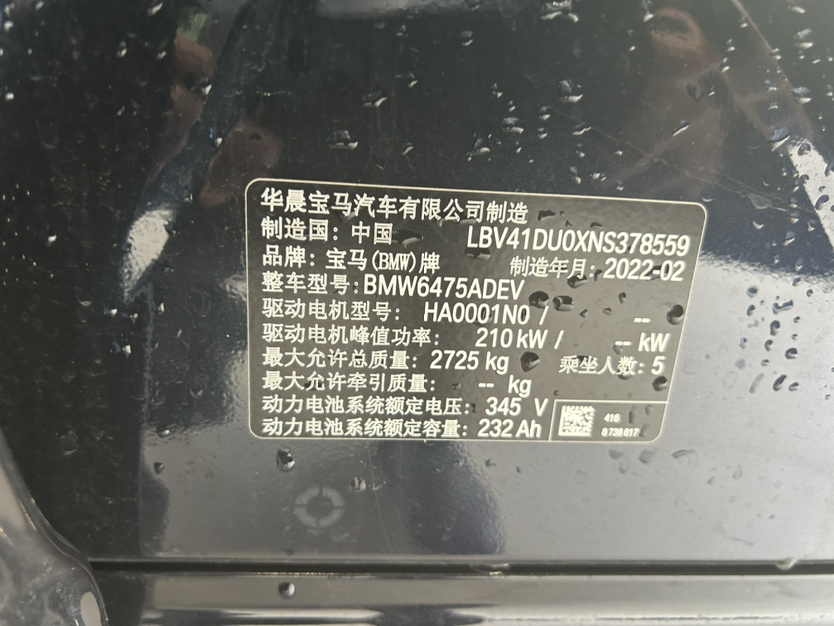 华晨宝马汽车有限公司制造
制造国：中国 LBV41DU0XNS378559
品牌：宝马(BMW)牌 制造年月：2022-02
整车型号：BMW6475ADEV
驱动电机型号： HA0001N0 / --
驱动电机峰值功率： 210 kW / -- kW
最大允许总质量：2725 kg 乘坐人数：5
最大允许牵引质量： -- kg
动力电池系统额定电压： 345 V
动力电池系统额定容量：232 Ah
416
8 738 017